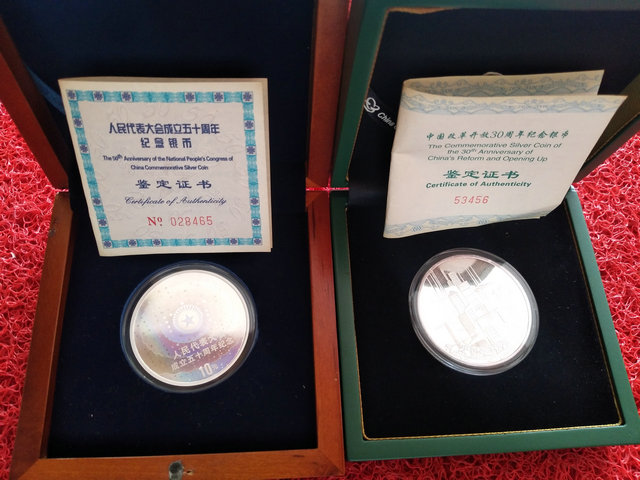 人民代表大会成立五十周年
纪念银币
The 50th Anniversary of the National People's Congress of
China Commemorative Silver Coin
鉴定证书
Certificate of Authenticity
No 028465
人民代表大会
成立五十周年纪念
10元
China
中国改革开放30周年纪念银币
The Commemorative Silver Coin of
the 30th Anniversary of
China's Reform and Opening Up
鉴定证书
Certificate of Authenticity
53456